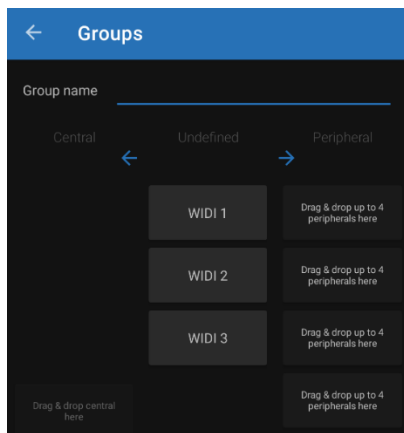 Groups
Group name
Central
Undefined
Peripheral
WIDI 1
Drag & drop up to 4
peripherals here
WIDI 2
Drag & drop up to 4
peripherals here
WIDI 3
Drag & drop up to 4
peripherals here
Drag & drop central
here
Drag & drop up to 4
peripherals here